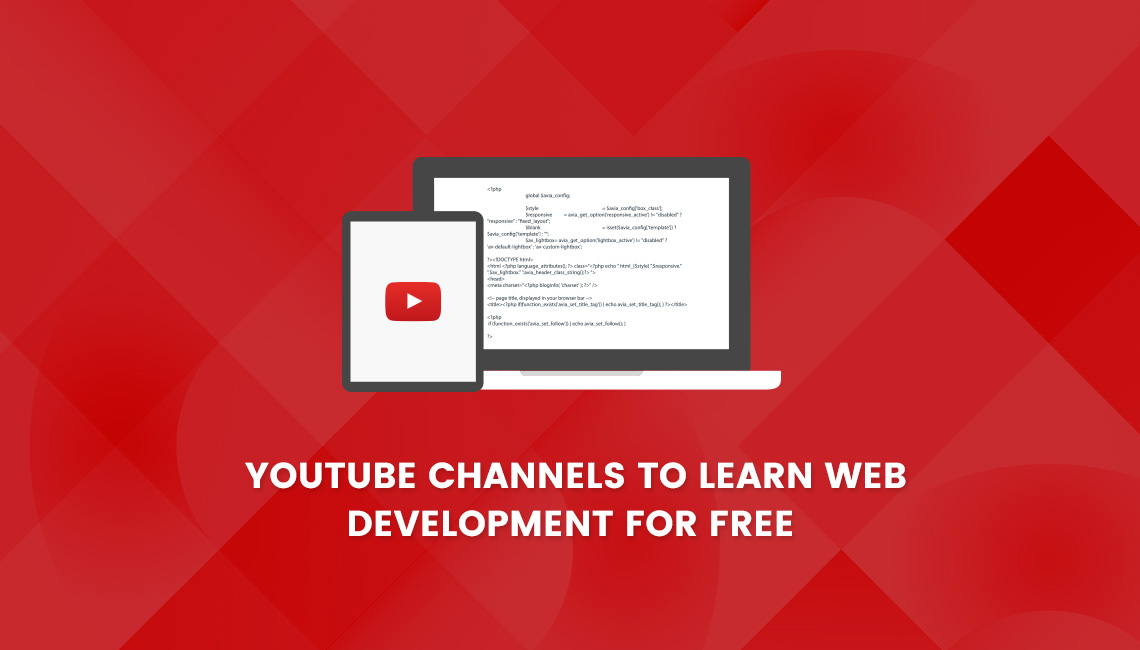 <?php
global $avia_config;
$style = $avia_config['box_class'];
$responsive = avia_get_option('responsive_active') != "disabled" ?
"responsive" : "fixed_layout";
$blank = isset($avia_config['template']) ?
$avia_config['template'] : "";
$av_lightbox= avia_get_option('lightbox_active') != "disabled" ?
'av-default-lightbox' : 'av-custom-lightbox';
?><!DOCTYPE html>
<html <?php language_attributes(); ?> class="<?php echo " html_{$style} ".$responsive."
".$av_lightbox." ".avia_header_class_string();?> ">
<head>
<meta charset="<?php bloginfo( 'charset' ); ?>" />
<!-- page title, displayed in your browser bar -->
<title><?php if(function_exists('avia_set_title_tag')) { echo avia_set_title_tag(); } ?></title>
<?php
if (function_exists('avia_set_follow')) { echo avia_set_follow(); }
?>
YOUTUBE CHANNELS TO LEARN WEB
DEVELOPMENT FOR FREE